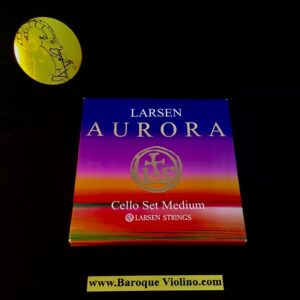 LARSEN
AURORA
Cello Set Medium
LARSEN STRINGS
www.Baroque Violino.com